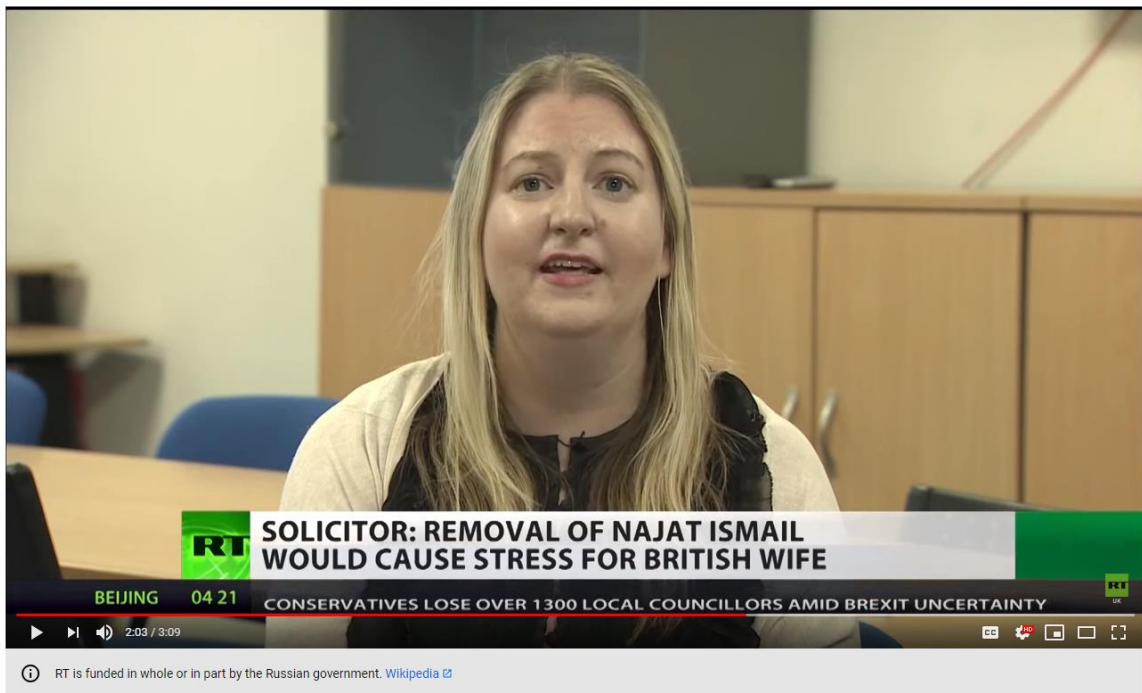 RT
SOLICITOR: REMOVAL OF NAJAT ISMAIL
WOULD CAUSE STRESS FOR BRITISH WIFE
BEIJING 04 21
CONSERVATIVES LOSE OVER 1300 LOCAL COUNCILLORS AMID BREXIT UNCERTAINTY
RT
UK
2:03 / 3:09
CC
HD
RT is funded in whole or in part by the Russian government. Wikipedia